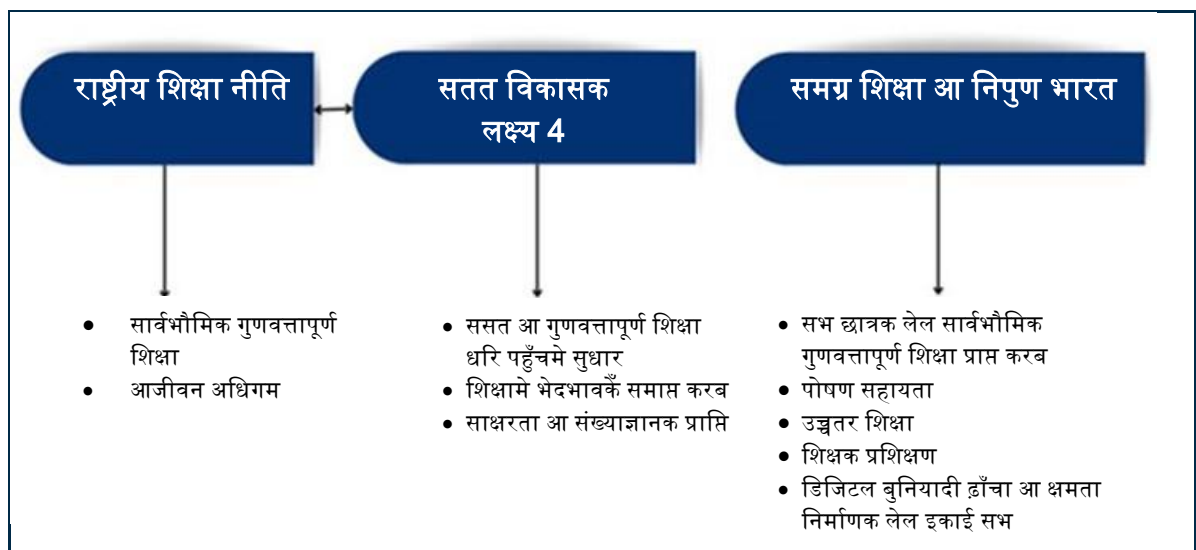 राष्ट्रीय शिक्षा नीति
सतत विकासक
लक्ष्य 4
समग्र शिक्षा आ निपुण भारत
• सार्वभौमिक गुणवत्तापूर्ण
शिक्षा
• आजीवन अधिगम
• ससत आ गुणवत्तापूर्ण शिक्षा
धरि पहुँचमे सुधार
• शिक्षामे भेदभावकेँ समाप्त करब
• साक्षरता आ संख्याज्ञानक प्राप्ति
• सभ छात्रक लेल सार्वभौमिक
गुणवत्तापूर्ण शिक्षा प्राप्त करब
• पोषण सहायता
• उच्चतर शिक्षा
• शिक्षक प्रशिक्षण
• डिजिटल बुनियादी ढ़ाँचा आ क्षमता
निर्माणक लेल इकाई सभ